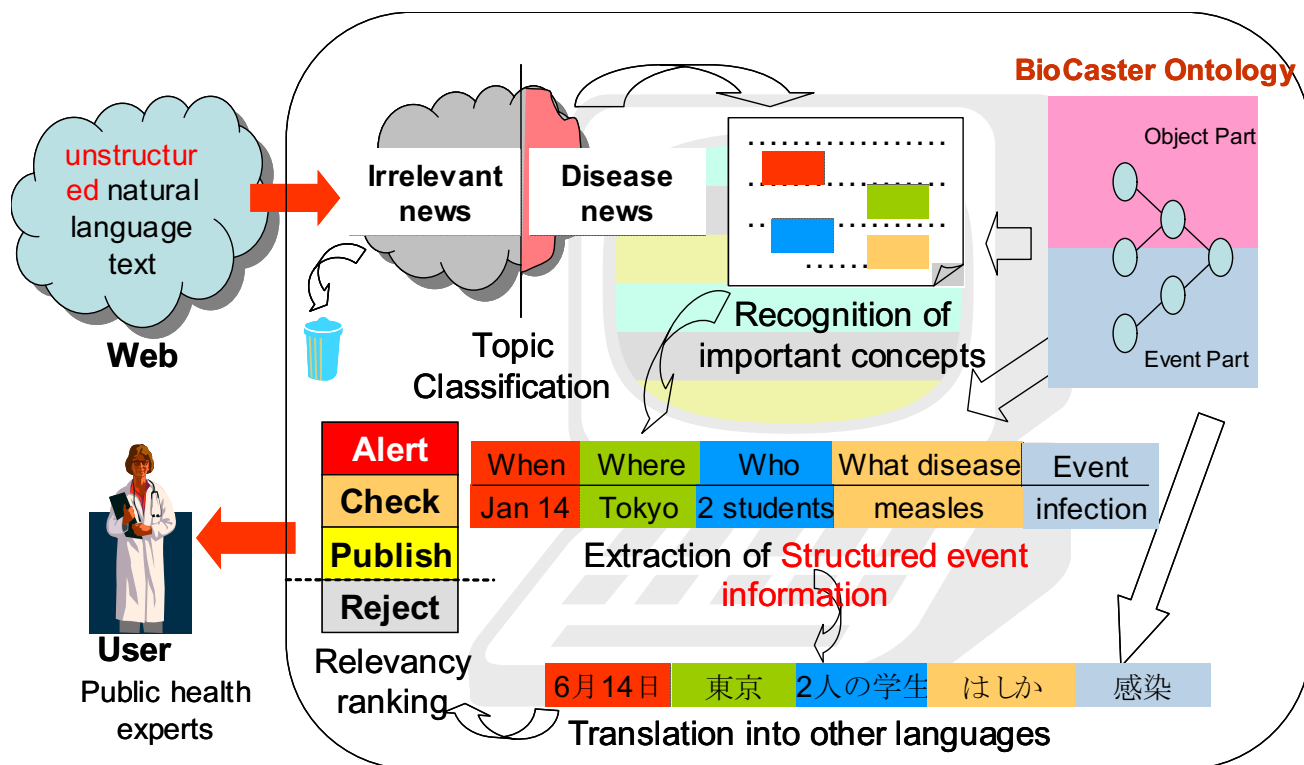 BioCaster Ontology
unstructur
ed natural
language
text
Web
Irrelevant
news
Disease
news
Topic
Classification
Recognition of
important concepts
Object Part
Event Part
Alert
Check
Publish
Reject
Relevancy
ranking
When Where Who What disease Event
Jan 14 Tokyo 2 students measles infection
Extraction of Structured event
information
6月14日 東京 2人の学生 はしか 感染
Translation into other languages
User
Public health
experts